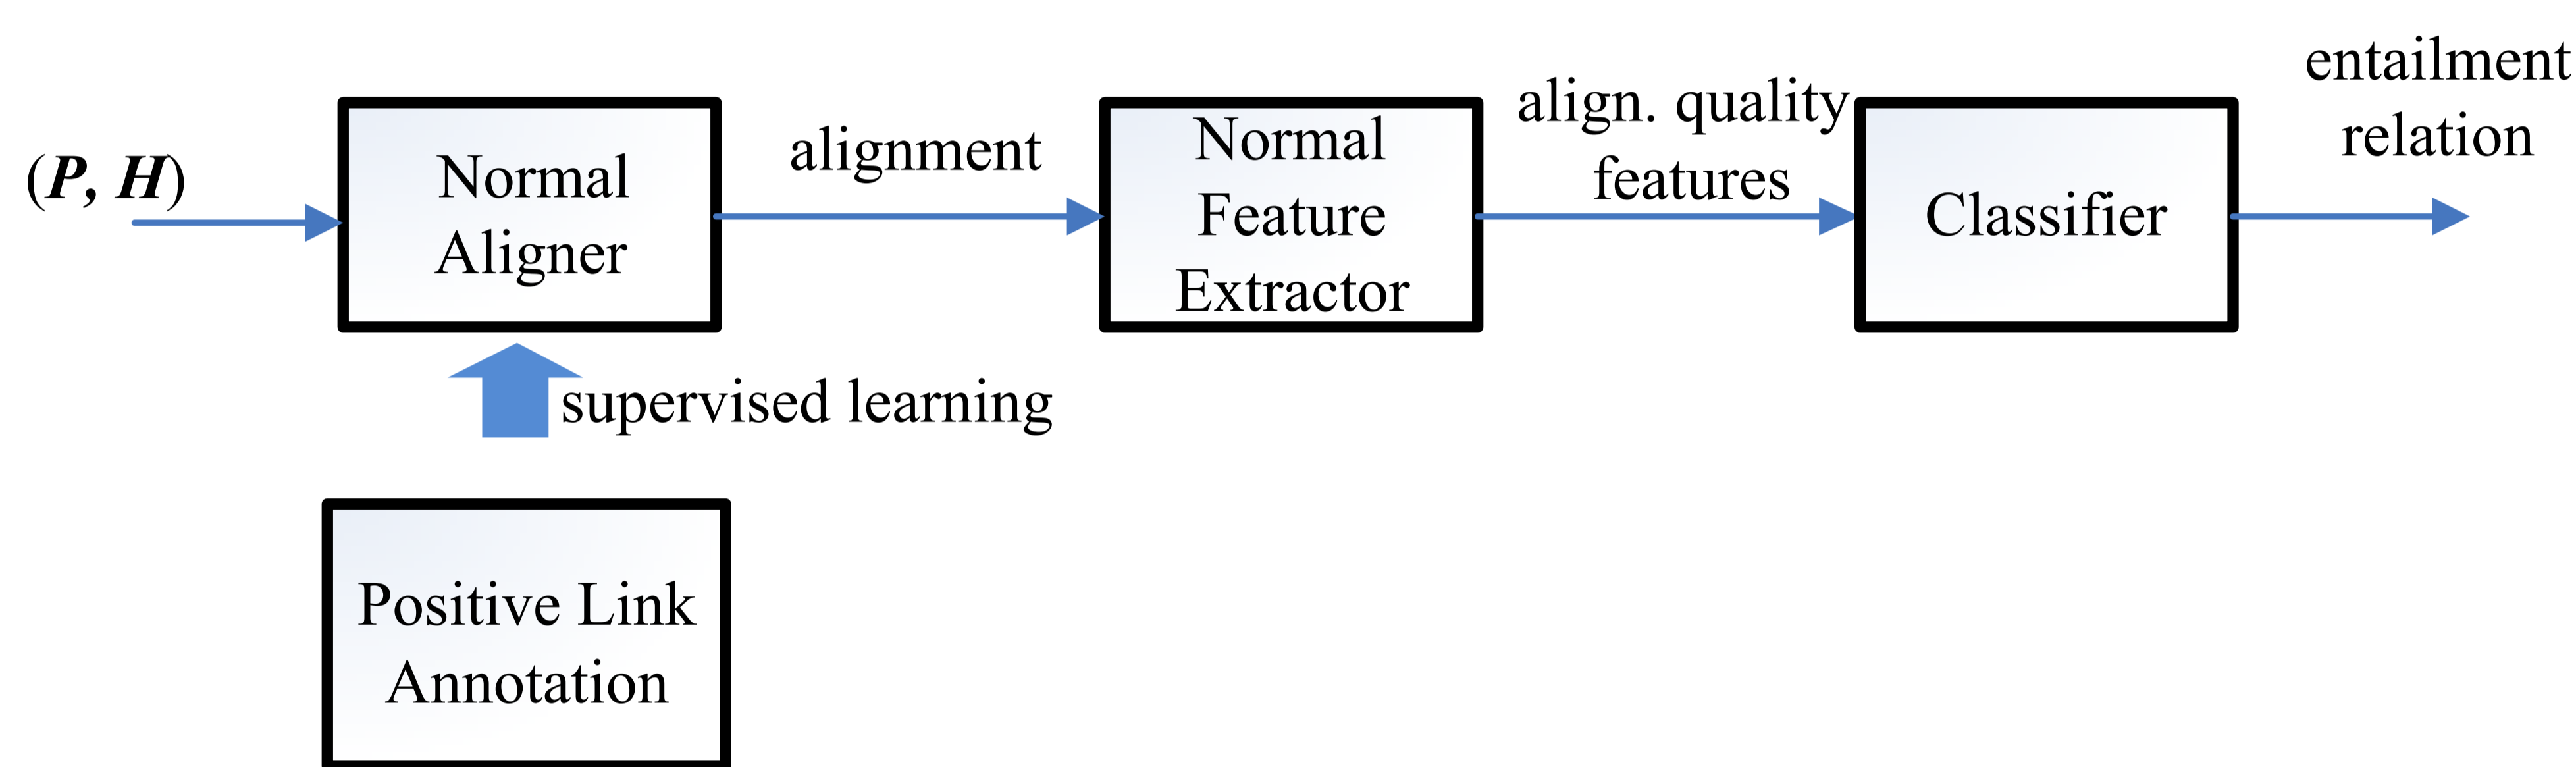 (P, H)
Normal
Aligner
alignment
Normal
Feature
Extractor
align. quality
features
Classifier
entailment
relation
supervised learning
Positive Link
Annotation